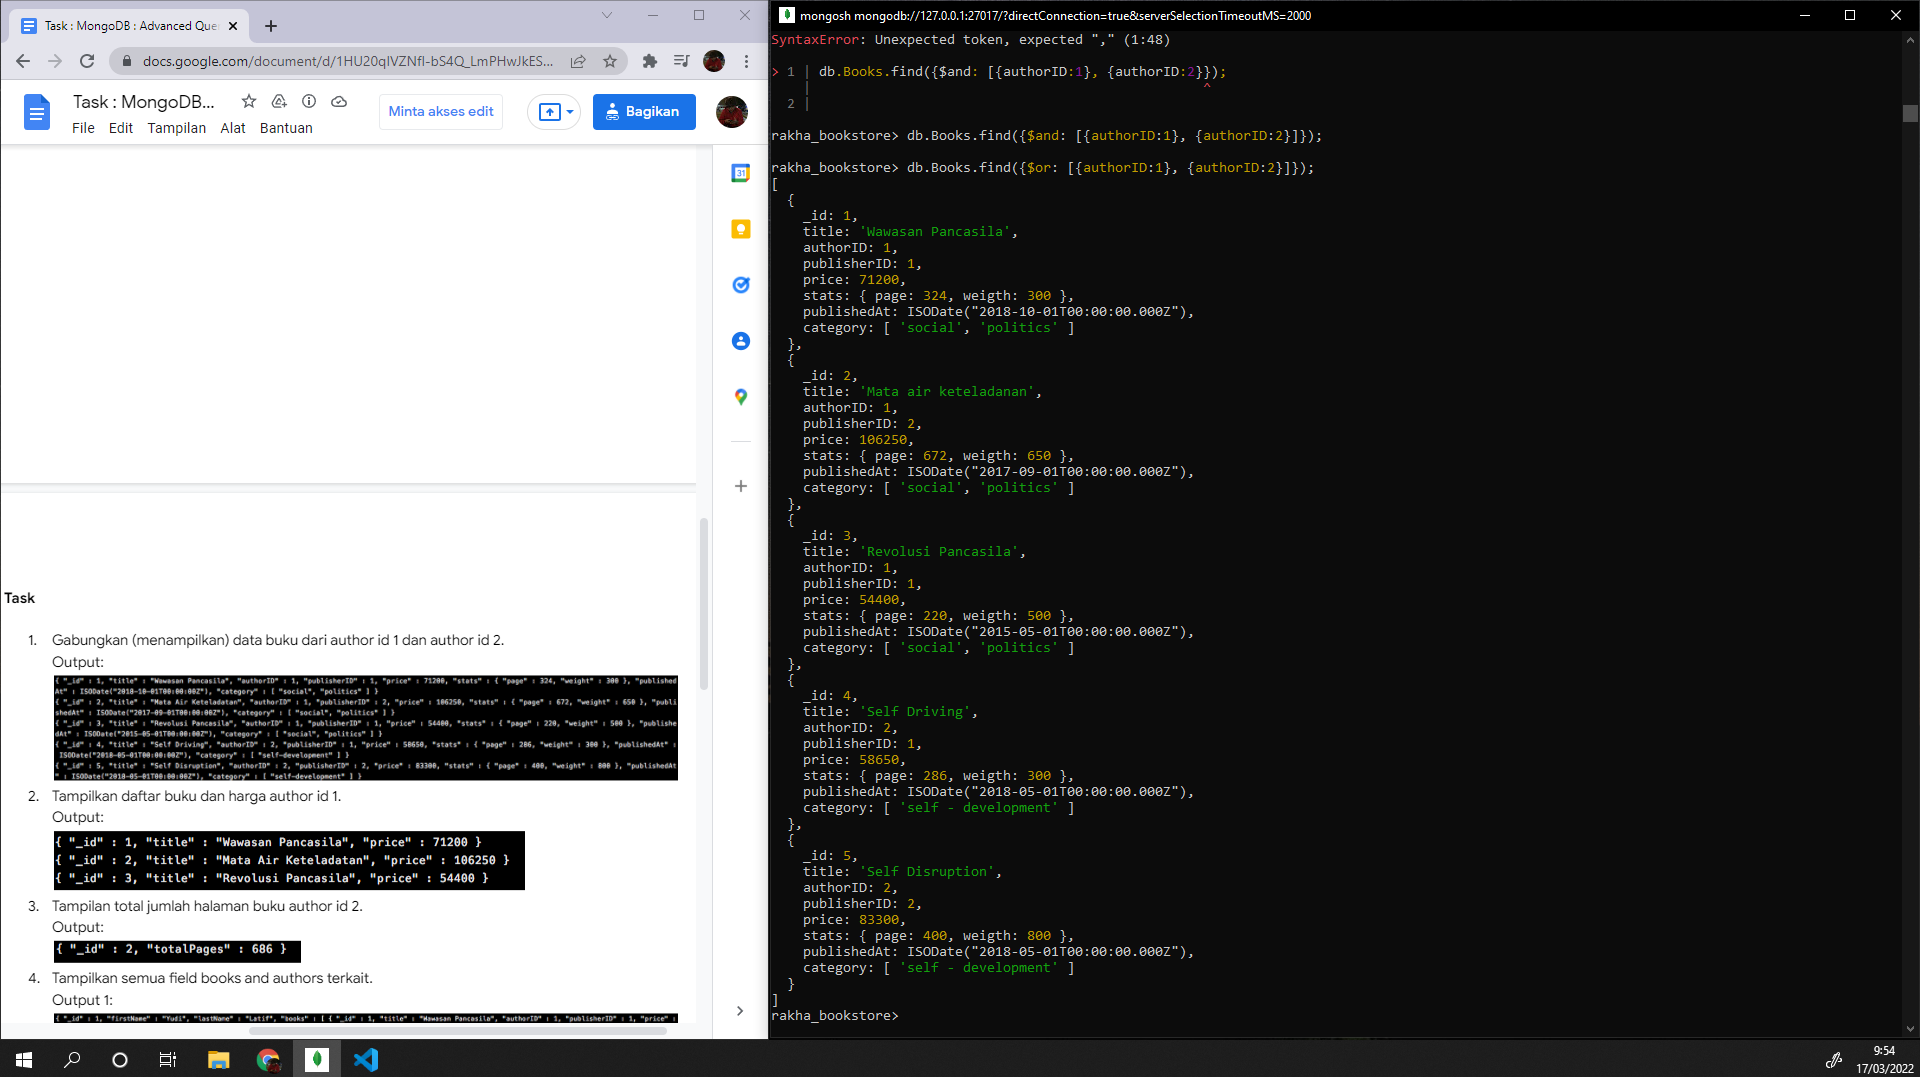 Task : MongoDB : Advanced Que
docs.google.com/document/d/1HU20qIVZNfI-bS4Q_LmPHwJkES...
Task : MongoDB...
File Edit Tampilan Alat Bantuan
Minta akses edit
Bagikan
31
Task
1. Gabungkan (menampilkan) data buku dari author id 1 dan author id 2.
Output:
{ "_id" : 1, "title" : "Wawasan Pancasila", "authorID" : 1, "publisherID" : 1, "price" : 71200, "stats" : { "page" : 324, "weight" : 300 }, "published
At" : ISODate("2018-10-01T00:00:00Z"), "category" : [ "social", "politics" ] }
{ "_id" : 2, "title" : "Mata Air Keteladatan", "authorID" : 1, "publisherID" : 2, "price" : 106250, "stats" : { "page" : 672, "weight" : 650 }, "publi
shedAt" : ISODate("2017-09-01T00:00:00Z"), "category" : [ "social", "politics" ] }
{ "_id" : 3, "title" : "Revolusi Pancasila", "authorID" : 1, "publisherID" : 1, "price" : 54400, "stats" : { "page" : 220, "weight" : 500 }, "publishe
dAt" : ISODate("2015-05-01T00:00:00Z"), "category" : [ "social", "politics" ] }
{ "_id" : 4, "title" : "Self Driving", "authorID" : 2, "publisherID" : 1, "price" : 58650, "stats" : { "page" : 286, "weight" : 300 }, "publishedAt" :
ISODate("2018-05-01T00:00:00Z"), "category" : [ "self-development" ] }
{ "_id" : 5, "title" : "Self Disruption", "authorID" : 2, "publisherID" : 2, "price" : 83300, "stats" : { "page" : 400, "weight" : 800 }, "publishedAt
" : ISODate("2018-05-01T00:00:00Z"), "category" : [ "self-development" ] }
2. Tampilkan daftar buku dan harga author id 1.
Output:
{ "_id" : 1, "title" : "Wawasan Pancasila", "price" : 71200 }
{ "_id" : 2, "title" : "Mata Air Keteladatan", "price" : 106250 }
{ "_id" : 3, "title" : "Revolusi Pancasila", "price" : 54400 }
3. Tampilan total jumlah halaman buku author id 2.
Output:
{ "_id" : 2, "totalPages" : 686 }
4. Tampilkan semua field books and authors terkait.
Output 1:
{ "_id" : 1, "firstName" : "Yudi", "lastName" : "Latif", "books" : [ { "_id" : 1, "title" : "Wawasan Pancasila", "authorID" : 1, "publisherID" : 1, "price" :
mongosh mongodb://127.0.0.1:27017/?directConnection=true&serverSelectionTimeoutMS=2000
SyntaxError: Unexpected token, expected "," (1:48)
> 1 | db.Books.find({$and: [{authorID:1}, {authorID:2}});
| ^
2 |
rakha_bookstore> db.Books.find({$and: [{authorID:1}, {authorID:2}]});
rakha_bookstore> db.Books.find({$or: [{authorID:1}, {authorID:2}]});
[
{
_id: 1,
title: 'Wawasan Pancasila',
authorID: 1,
publisherID: 1,
price: 71200,
stats: { page: 324, weigth: 300 },
publishedAt: ISODate("2018-10-01T00:00:00.000Z"),
category: [ 'social', 'politics' ]
},
{
_id: 2,
title: 'Mata air keteladanan',
authorID: 1,
publisherID: 2,
price: 106250,
stats: { page: 672, weigth: 650 },
publishedAt: ISODate("2017-09-01T00:00:00.000Z"),
category: [ 'social', 'politics' ]
},
{
_id: 3,
title: 'Revolusi Pancasila',
authorID: 1,
publisherID: 1,
price: 54400,
stats: { page: 220, weigth: 500 },
publishedAt: ISODate("2015-05-01T00:00:00.000Z"),
category: [ 'social', 'politics' ]
},
{
_id: 4,
title: 'Self Driving',
authorID: 2,
publisherID: 1,
price: 58650,
stats: { page: 286, weigth: 300 },
publishedAt: ISODate("2018-05-01T00:00:00.000Z"),
category: [ 'self - development' ]
},
{
_id: 5,
title: 'Self Disruption',
authorID: 2,
publisherID: 2,
price: 83300,
stats: { page: 400, weigth: 800 },
publishedAt: ISODate("2018-05-01T00:00:00.000Z"),
category: [ 'self - development' ]
}
]
rakha_bookstore>
9:54
17/03/2022